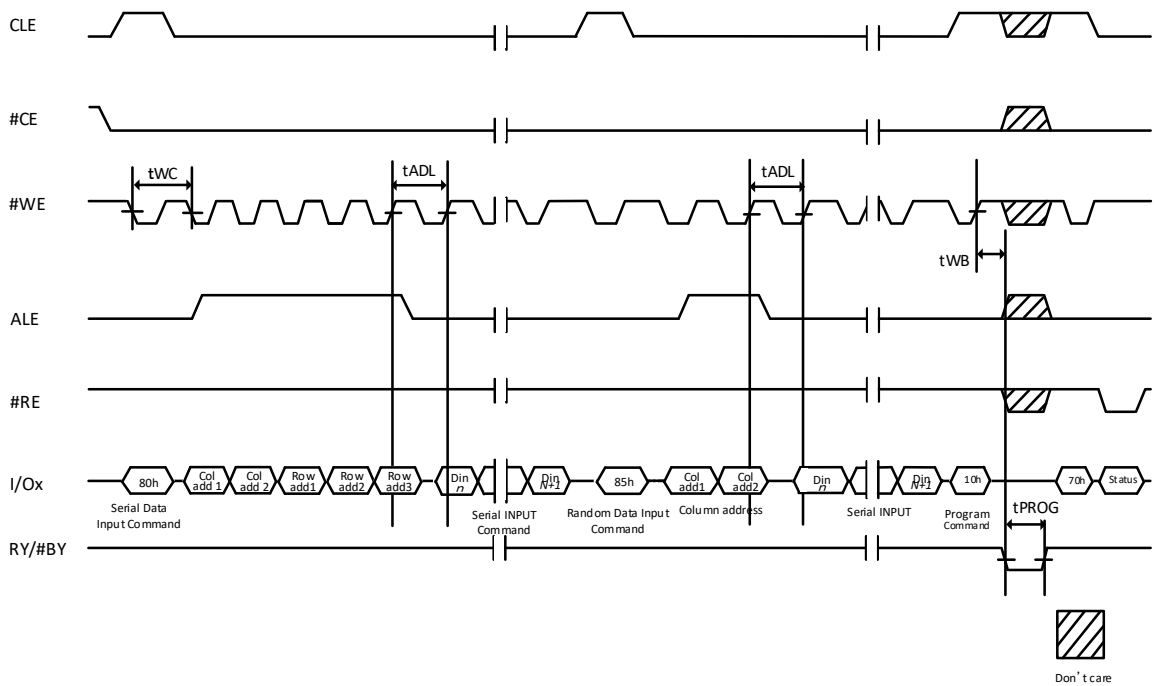 CLE
#CE
tWC
tADL
tADL
#WE
tWB
ALE
#RE
I/Ox
80h
Col
add 1
Col
add 2
Row
add1
Row
add2
Row
add3
Din
n
Din
N+1
85h
Col
add1
Col
add2
Din
n
Din
N+1
10h
70h
Status
Serial Data
Input Command
Serial INPUT
Command
Random Data Input
Command
Column address
Serial INPUT
Program
Command
tPROG
RY/#BY
Don't care